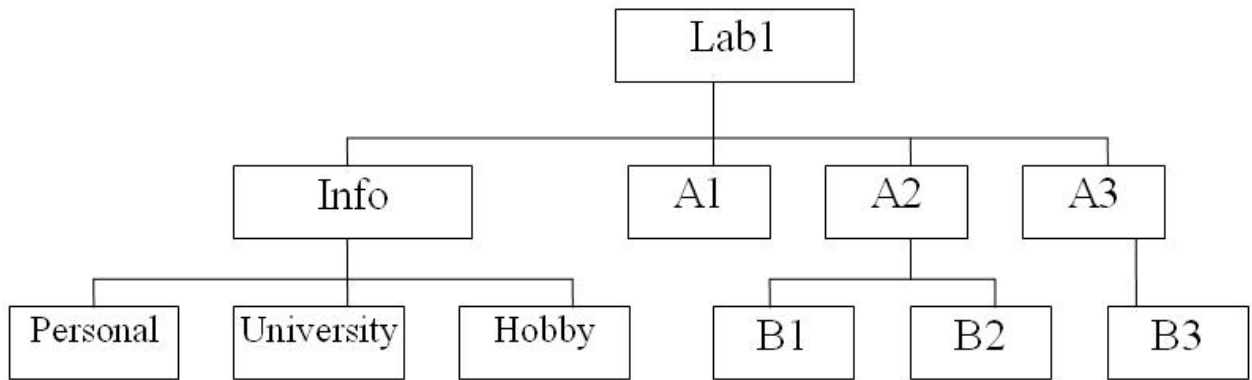 Lab1
Info
A1
A2
A3
Personal
University
Hobby
B1
B2
B3